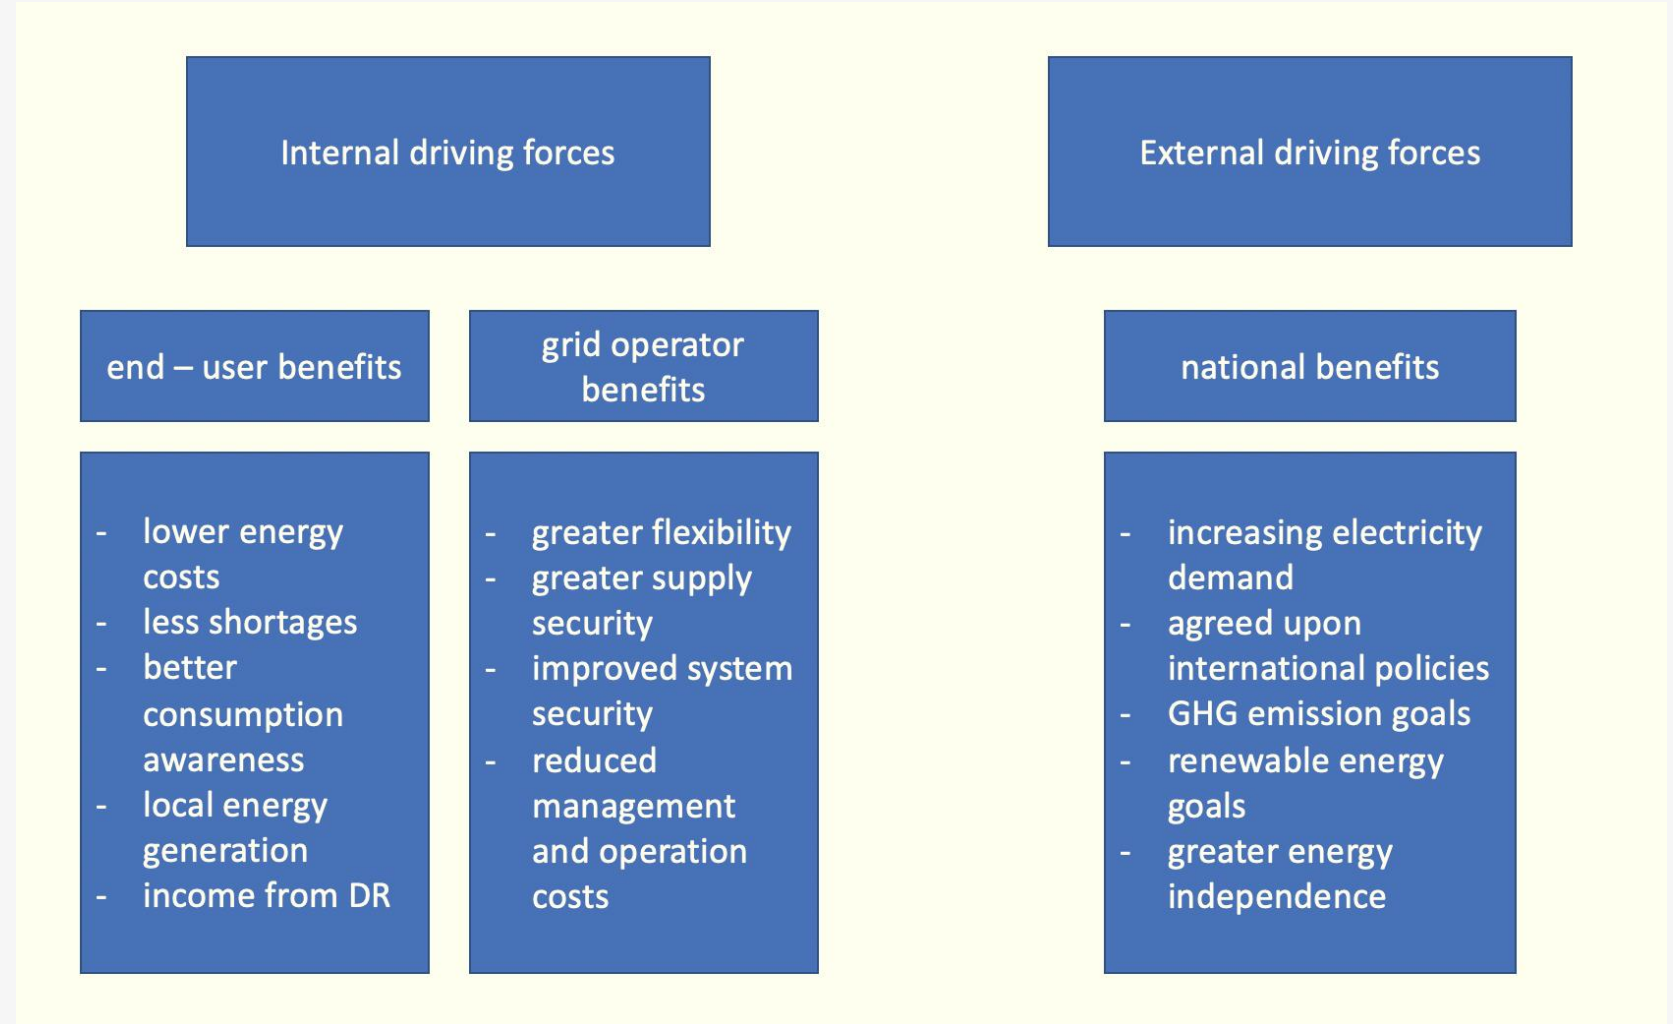 Internal driving forces
External driving forces
end – user benefits
grid operator
benefits
national benefits
- lower energy
costs
- less shortages
- better
consumption
awareness
- local energy
generation
- income from DR
- greater flexibility
- greater supply
security
- improved system
security
- reduced
management
and operation
costs
- increasing electricity
demand
- agreed upon
international policies
- GHG emission goals
- renewable energy
goals
- greater energy
independence